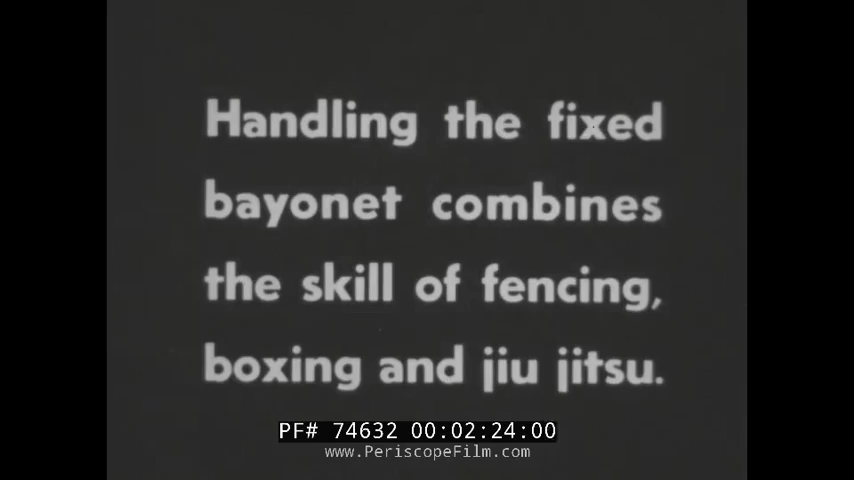 Handling the fixed
bayonet combines
the skill of fencing,
boxing and jiu jitsu.
PF# 74632 00:02:24:00
www.PeriscopeFilm.com